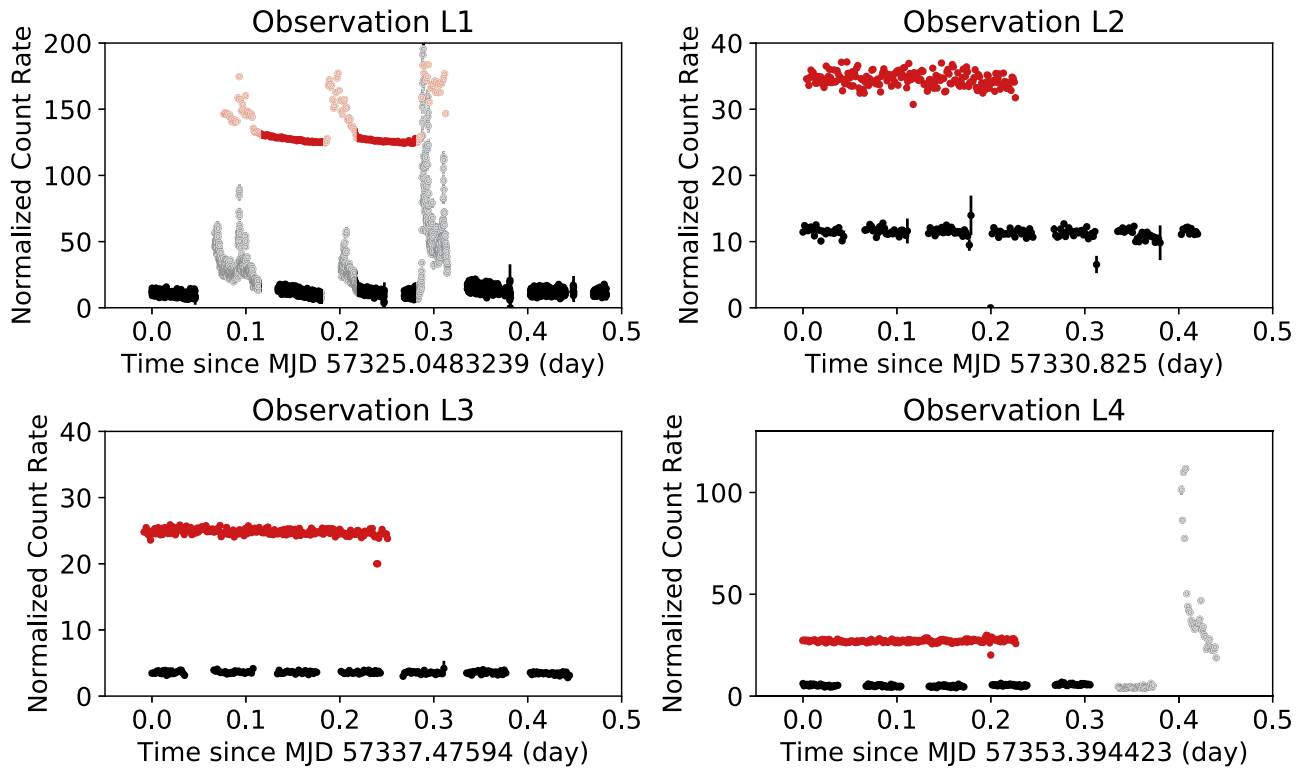 Observation L1
Normalized Count Rate
200
150
100
50
0
0.0 0.1 0.2 0.3 0.4 0.5
Time since MJD 57325.0483239 (day)
Observation L2
Normalized Count Rate
40
30
20
10
0
0.0 0.1 0.2 0.3 0.4 0.5
Time since MJD 57330.825 (day)
Observation L3
Normalized Count Rate
40
30
20
10
0
0.0 0.1 0.2 0.3 0.4 0.5
Time since MJD 57337.47594 (day)
Observation L4
Normalized Count Rate
100
50
0
0.0 0.1 0.2 0.3 0.4 0.5
Time since MJD 57353.394423 (day)